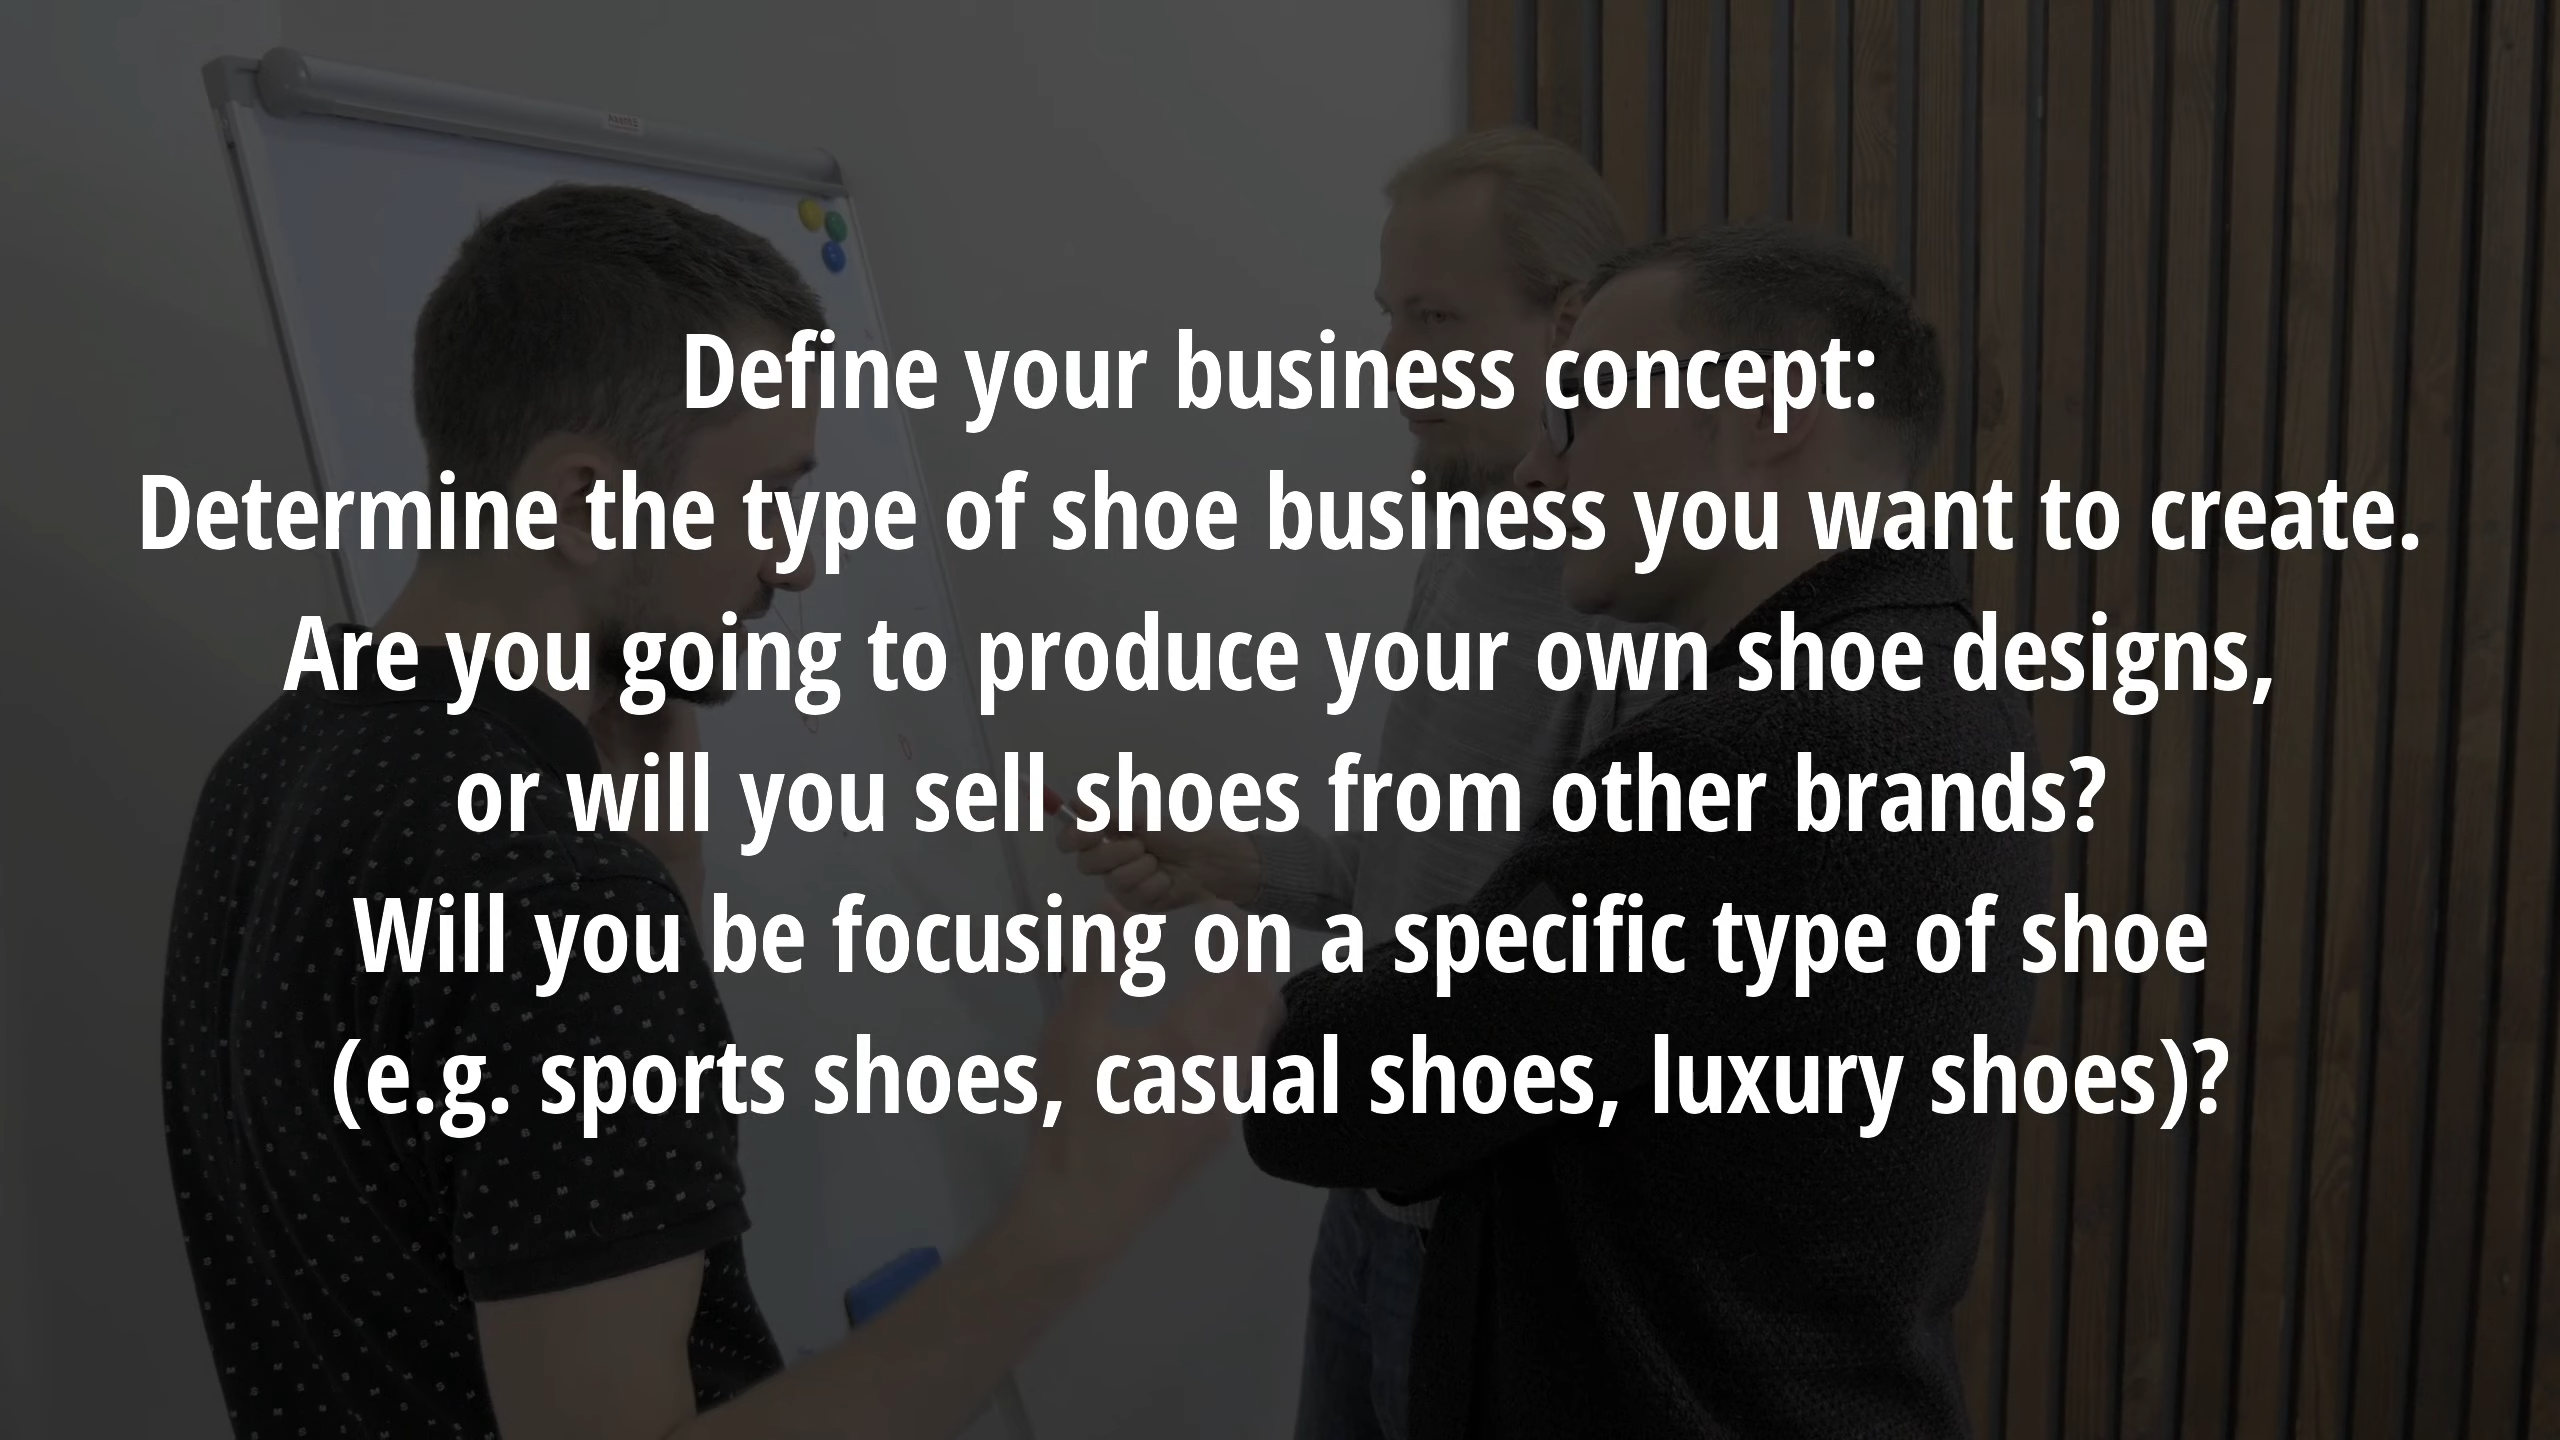 Define your business concept:
Determine the type of shoe business you want to create.
Are you going to produce your own shoe designs,
or will you sell shoes from other brands?
Will you be focusing on a specific type of shoe
(e.g. sports shoes, casual shoes, luxury shoes)?